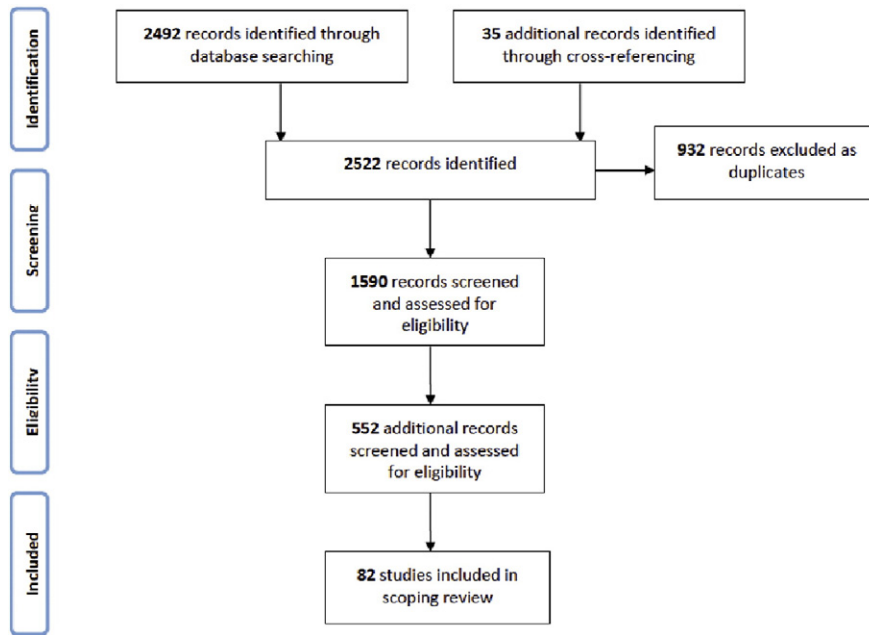 Identification
2492 records identified through
database searching
35 additional records identified
through cross-referencing
2522 records identified
932 records excluded as
duplicates
Screening
1590 records screened
and assessed for
eligibility
Eligibility
552 additional records
screened and assessed
for eligibility
Included
82 studies included in
scoping review